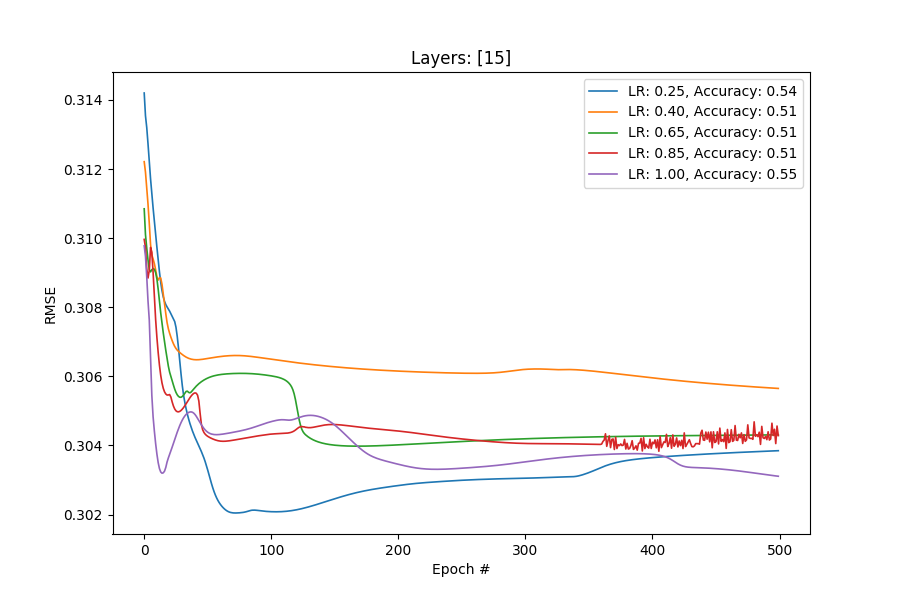 Layers: [15]
LR: 0.25, Accuracy: 0.54
LR: 0.40, Accuracy: 0.51
LR: 0.65, Accuracy: 0.51
LR: 0.85, Accuracy: 0.51
LR: 1.00, Accuracy: 0.55
RMSE
0.314
0.312
0.310
0.308
0.306
0.304
0.302
0 100 200 300 400 500
Epoch #